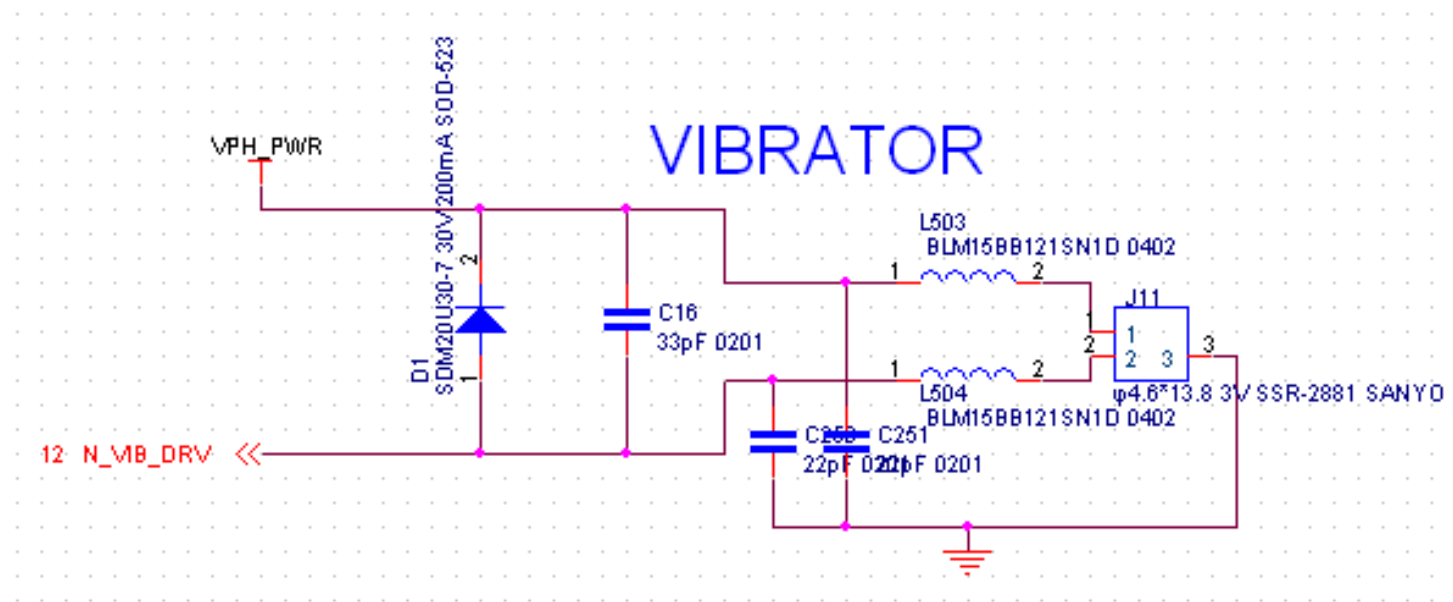 VPH_PWR
VIBRATOR
SDM20U30-7 30V 200mA SOD-523
D1
2
1
C16
33pF 0201
L503
BLM15BB121SN1D 0402
1
2
J11
1
2
1
2
3
3
1
2
L504
BLM15BB121SN1D 0402
φ4.6*13.8 3V SSR-2881 SANYO
C251
22pF 0201
12 N_VIB_DRV